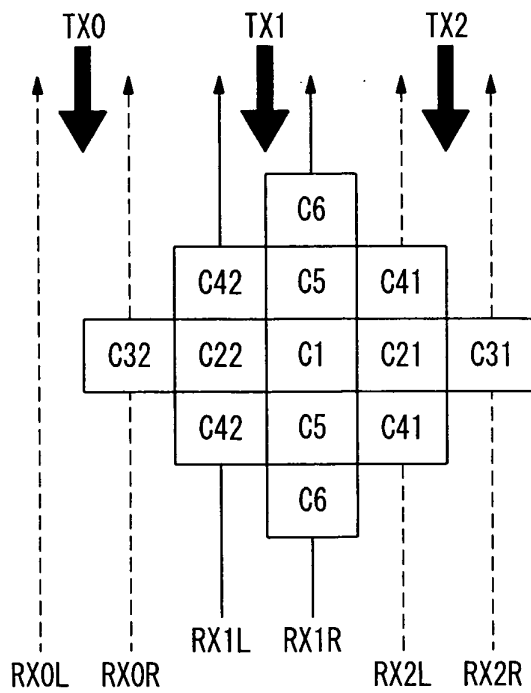 TX0 TX1 TX2
C6
C42 C5 C41
C32 C22 C1 C21 C31
C42 C5 C41
C6
RX1L RX1R
RX0L RX0R RX2L RX2R